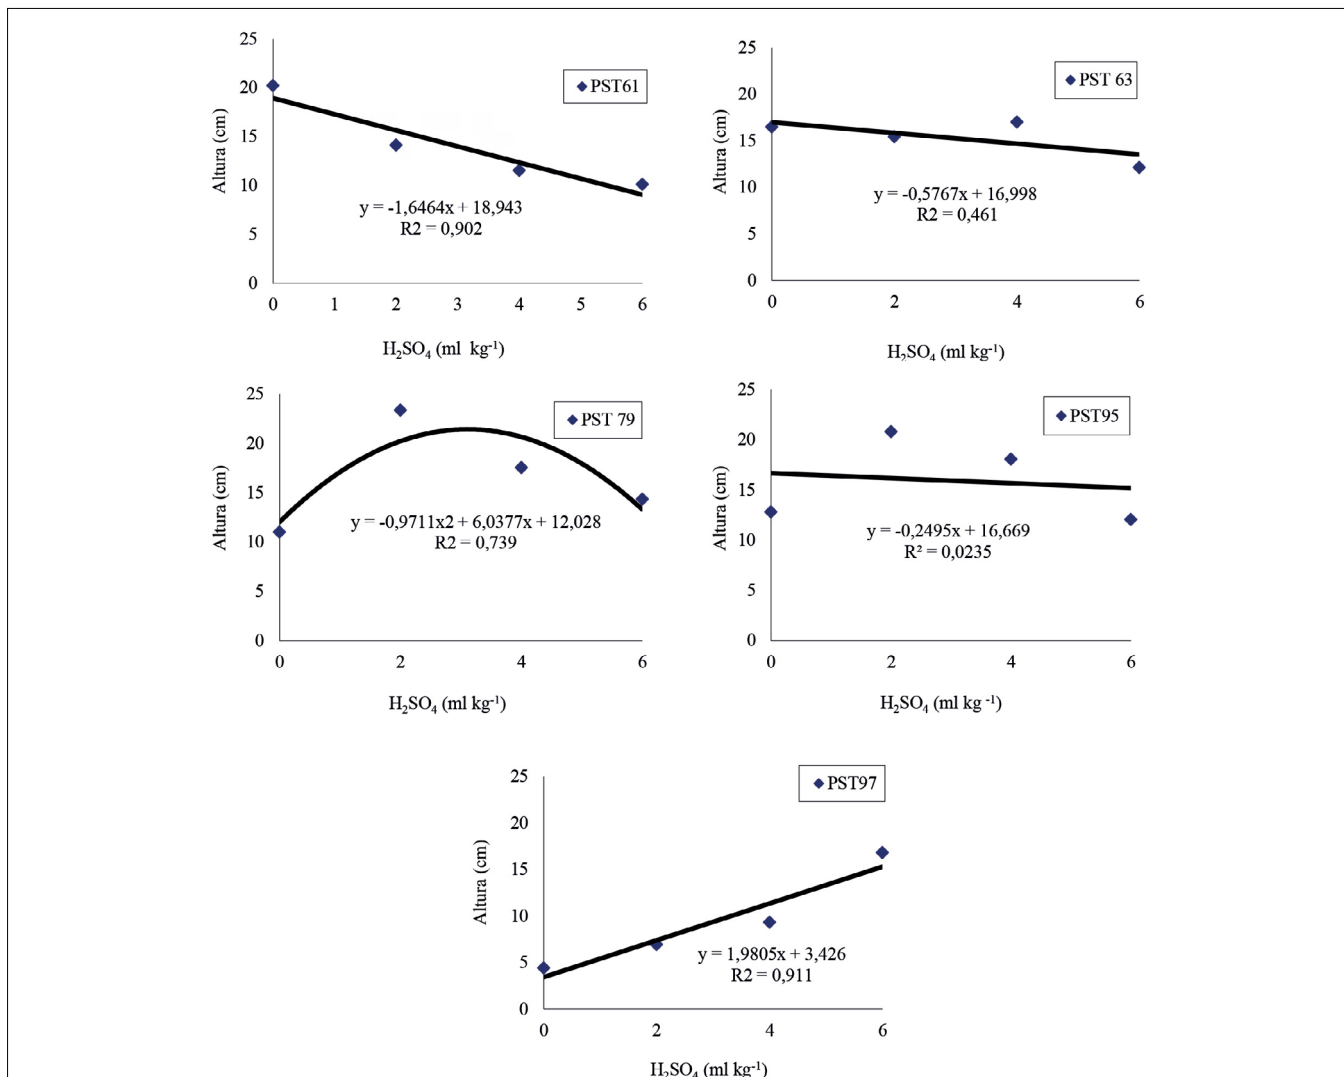 25
20
15
10
5
0
Altura (cm)
PST61
y = -1,6464x + 18,943
R2 = 0,902
0 1 2 3 4 5 6
H₂SO₄ (ml kg⁻¹)
25
20
15
10
5
0
Altura (cm)
PST 63
y = -0,5767x + 16,998
R2 = 0,461
0 2 4 6
H₂SO₄ (ml kg⁻¹)
25
20
15
10
5
0
Altura (cm)
PST 79
y = -0,9711x2 + 6,0377x + 12,028
R2 = 0,739
0 2 4 6
H₂SO₄ (ml kg⁻¹)
25
20
15
10
5
0
Altura (cm)
PST95
y = -0,2495x + 16,669
R² = 0,0235
0 2 4 6
H₂SO₄ (ml kg ⁻¹)
25
20
15
10
5
0
Altura (cm)
PST97
y = 1,9805x + 3,426
R2 = 0,911
0 2 4 6
H₂SO₄ (ml kg⁻¹)